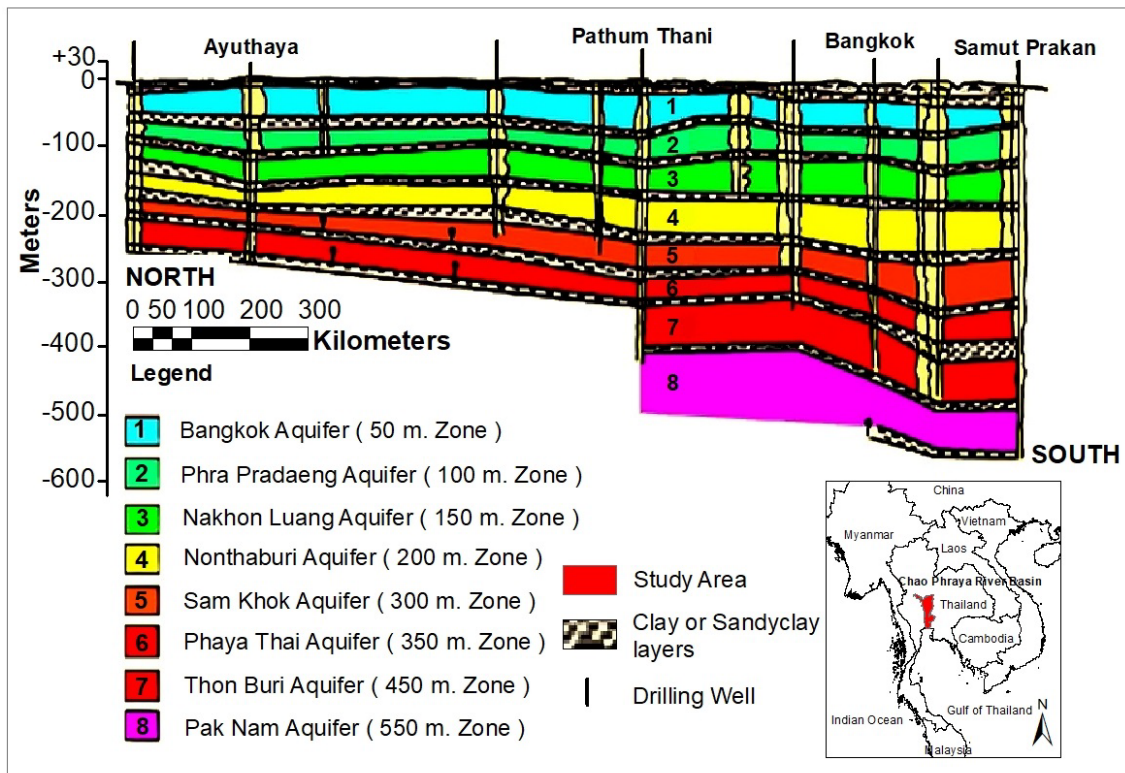 Ayuthaya
Pathum Thani
Bangkok
Samut Prakan
+30
0
-100
-200
-300
-400
-500
-600
Meters
1
2
3
4
5
6
7
8
NORTH
SOUTH
0 50 100 200 300
Kilometers
Legend
1 Bangkok Aquifer ( 50 m. Zone )
2 Phra Pradaeng Aquifer ( 100 m. Zone )
3 Nakhon Luang Aquifer ( 150 m. Zone )
4 Nonthaburi Aquifer ( 200 m. Zone )
5 Sam Khok Aquifer ( 300 m. Zone )
6 Phaya Thai Aquifer ( 350 m. Zone )
7 Thon Buri Aquifer ( 450 m. Zone )
8 Pak Nam Aquifer ( 550 m. Zone )
Study Area
Clay or Sandyclay
layers
Drilling Well
China
Vietnam
Myanmar
Laos
Chao Phraya River Basin
Thailand
Cambodia
Gulf of Thailand
Indian Ocean
Malaysia
N